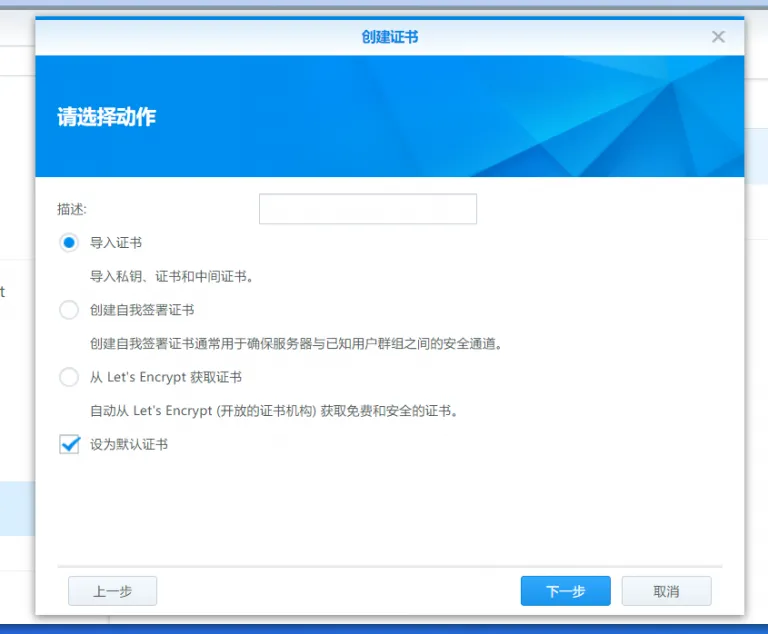 创建证书
请选择动作
描述:
导入证书
导入私钥、证书和中间证书。
创建自我签署证书
创建自我签署证书通常用于确保服务器与已知用户群组之间的安全通道。
从 Let's Encrypt 获取证书
自动从 Let's Encrypt (开放的证书机构) 获取免费和安全的证书。
设为默认证书
上一步
下一步
取消
t